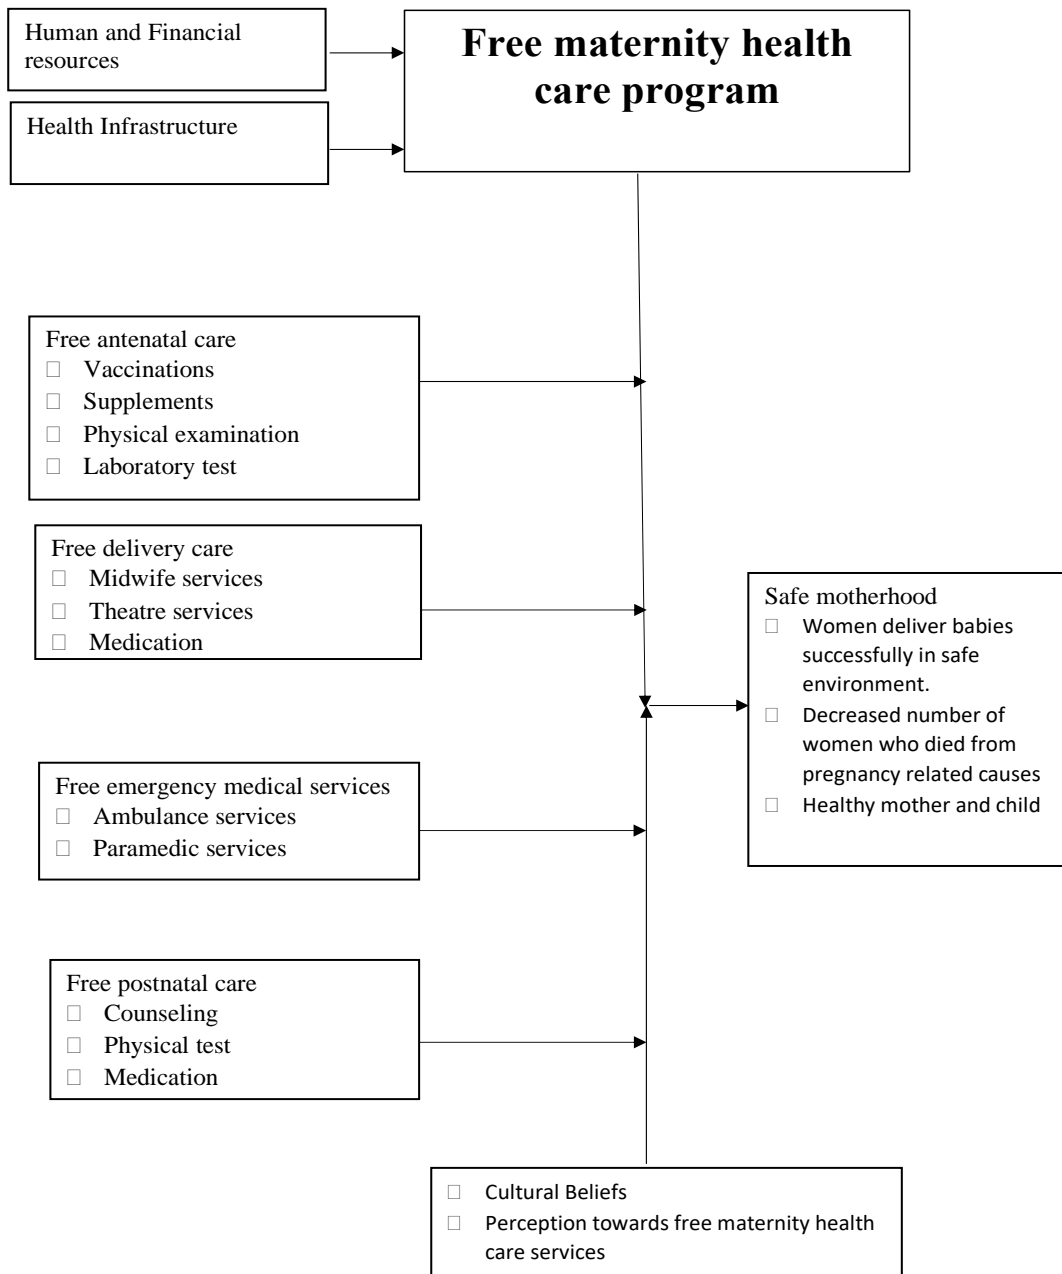 Human and Financial
resources
Free maternity health
care program
Health Infrastructure
Free antenatal care
□ Vaccinations
□ Supplements
□ Physical examination
□ Laboratory test
Free delivery care
□ Midwife services
□ Theatre services
□ Medication
Safe motherhood
□ Women deliver babies
successfully in safe
environment.
□ Decreased number of
women who died from
pregnancy related causes
□ Healthy mother and child
Free emergency medical services
□ Ambulance services
□ Paramedic services
Free postnatal care
□ Counseling
□ Physical test
□ Medication
□ Cultural Beliefs
□ Perception towards free maternity health
care services